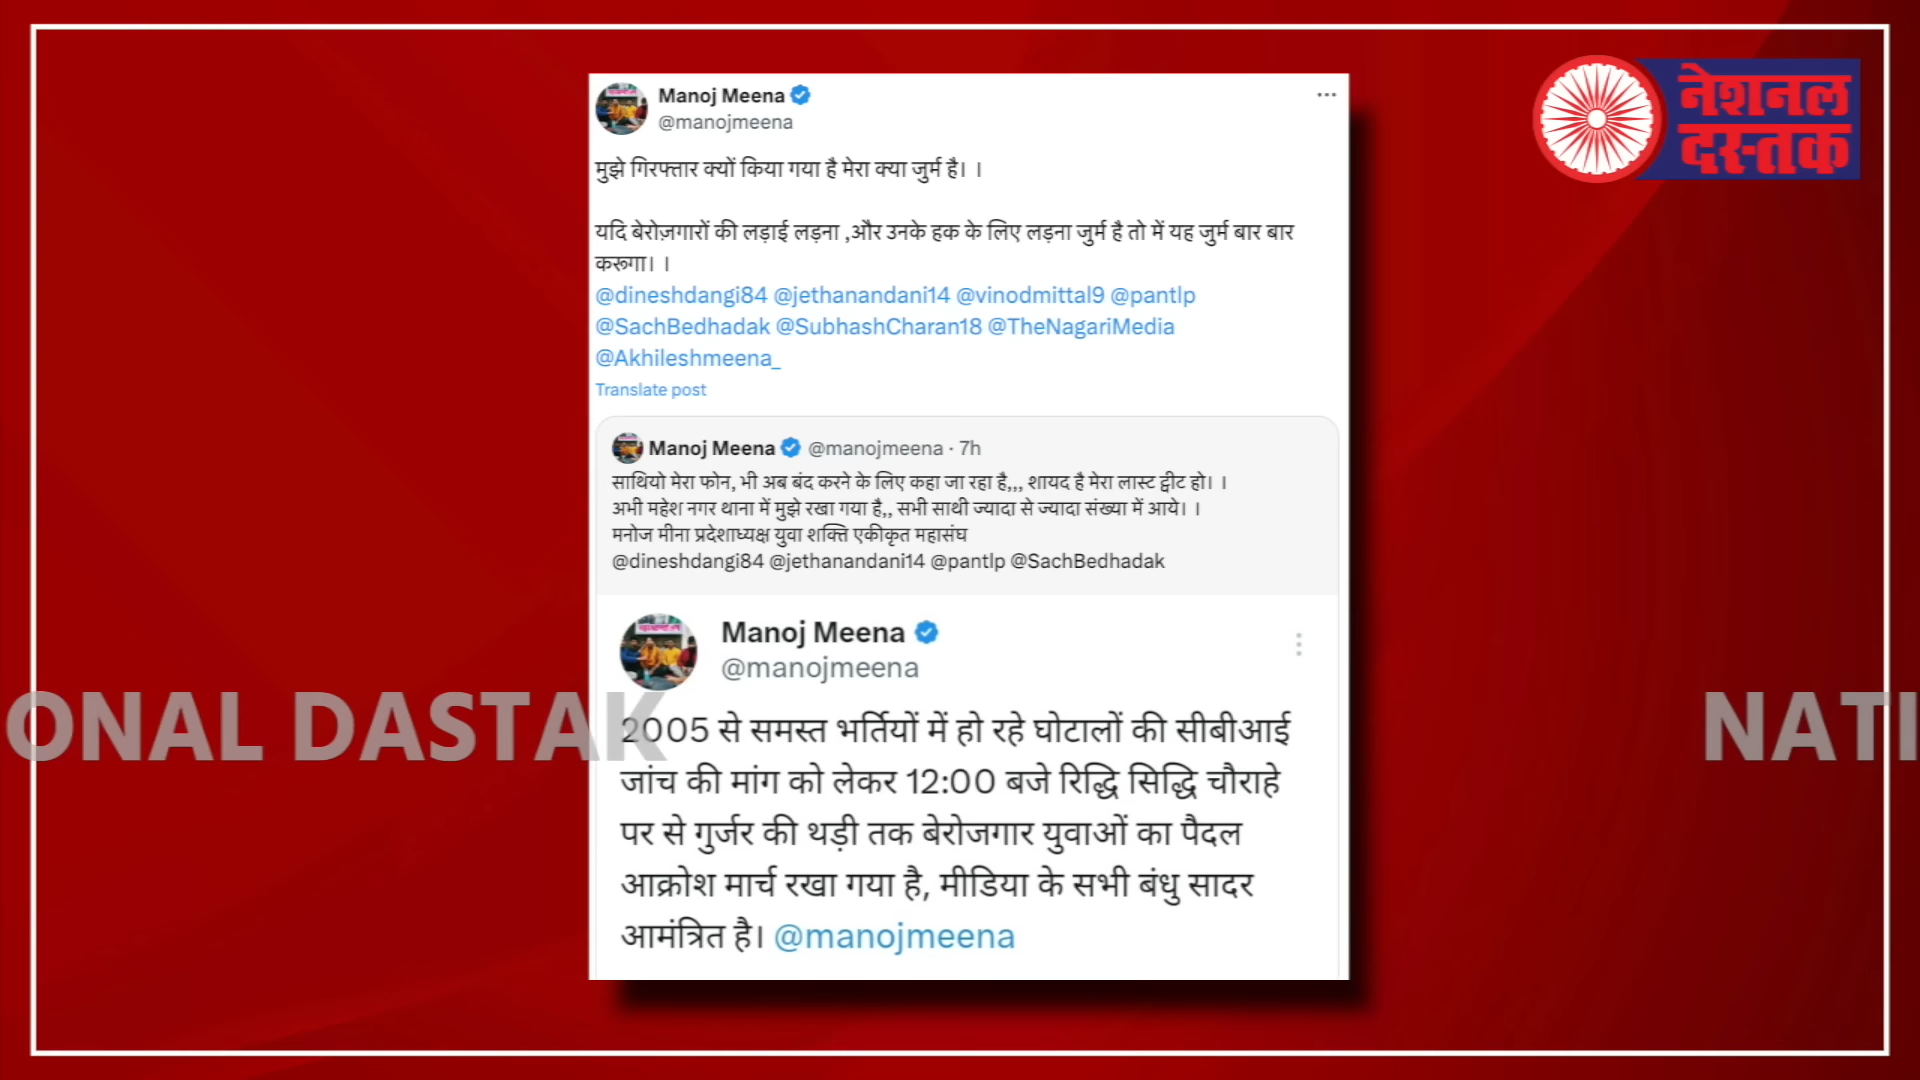 नेशनल
दस्तक
Manoj Meena
@manojmeena
मुझे गिरफ्तार क्यों किया गया है मेरा क्या जुर्म है। ।
यदि बेरोज़गारों की लड़ाई लड़ना ,और उनके हक के लिए लड़ना जुर्म है तो में यह जुर्म बार बार
करूगा। ।
@dineshdangi84 @jethanandani14 @vinodmittal9 @pantlp
@SachBedhadak @SubhashCharan18 @TheNagariMedia
@Akhileshmeena_
Translate post
Manoj Meena @manojmeena · 7h
साथियो मेरा फोन, भी अब बंद करने के लिए कहा जा रहा है,,, शायद है मेरा लास्ट ट्वीट हो। ।
अभी महेश नगर थाना में मुझे रखा गया है,, सभी साथी ज्यादा से ज्यादा संख्या में आये। ।
मनोज मीना प्रदेशाध्यक्ष युवा शक्ति एकीकृत महासंघ
@dineshdangi84 @jethanandani14 @pantlp @SachBedhadak
Manoj Meena
@manojmeena
2005 से समस्त भर्तियों में हो रहे घोटालों की सीबीआई
जांच की मांग को लेकर 12:00 बजे रिद्धि सिद्धि चौराहे
पर से गुर्जर की थड़ी तक बेरोजगार युवाओं का पैदल
आक्रोश मार्च रखा गया है, मीडिया के सभी बंधु सादर
आमंत्रित है। @manojmeena
ONAL DASTAK
NATI